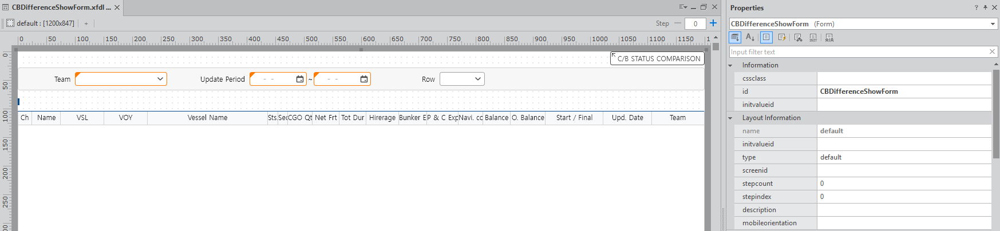 CBDifferenceShowForm.xfdl ...
default : [1200x847] +
Step 0
0 50 100 150 200 250 300 350 400 450 500 550 600 650 700 750 800 850 900 950 1000 1050 1100 1150 1
0
50
100
150
200
250
C/B STATUS COMPARISON
Team Update Period - - ~ - - Row
Ch Name VSL VOY Vessel Name Sts. Sec CGO Qt Net Frt Tot Dur Hirerage Bunker E P & C Exp Navi. co Balance O. Balance Start / Final Upd. Date Team
Properties
CBDifferenceShowForm (Form)
INIT
Input filter text
Information
cssclass
id CBDifferenceShowForm
initvalueid
Layout Information
name default
initvalueid
type default
screenid
stepcount 0
stepindex 0
description
mobileorientation